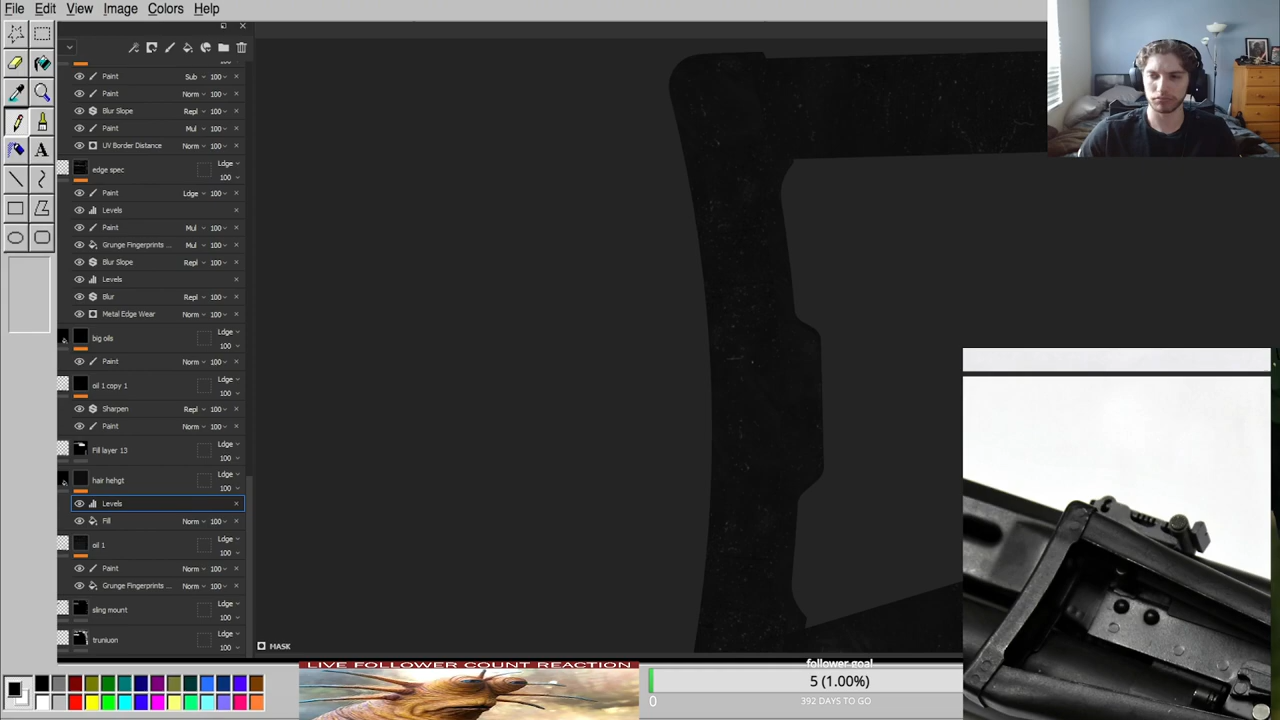 File Edit View Image Colors Help
Paint Sub 100
Paint Norm 100
Blur Slope Repl 100
Paint Mul 100
UV Border Distance Norm 100
edge spec Ldge 100
Paint Ldge 100
Levels
Paint Mul 100
Grunge Fingerprints ... Mul 100
Blur Slope Repl 100
Levels
Blur Repl 100
Metal Edge Wear Norm 100
big oils Ldge 100
Paint Norm 100
oil 1 copy 1 Ldge 100
Sharpen Repl 100
Paint Norm 100
Fill layer 13 Ldge 100
hair hehgt Ldge 100
Levels
Fill Norm 100
oil 1 Ldge 100
Paint Norm 100
Grunge Fingerprints ... Norm 100
sling mount Ldge 100
truniuon Ldge 100
MASK
A
LIVE FOLLOWER COUNT REACTION
follower goal
5 (1.00%)
0
392 DAYS TO GO